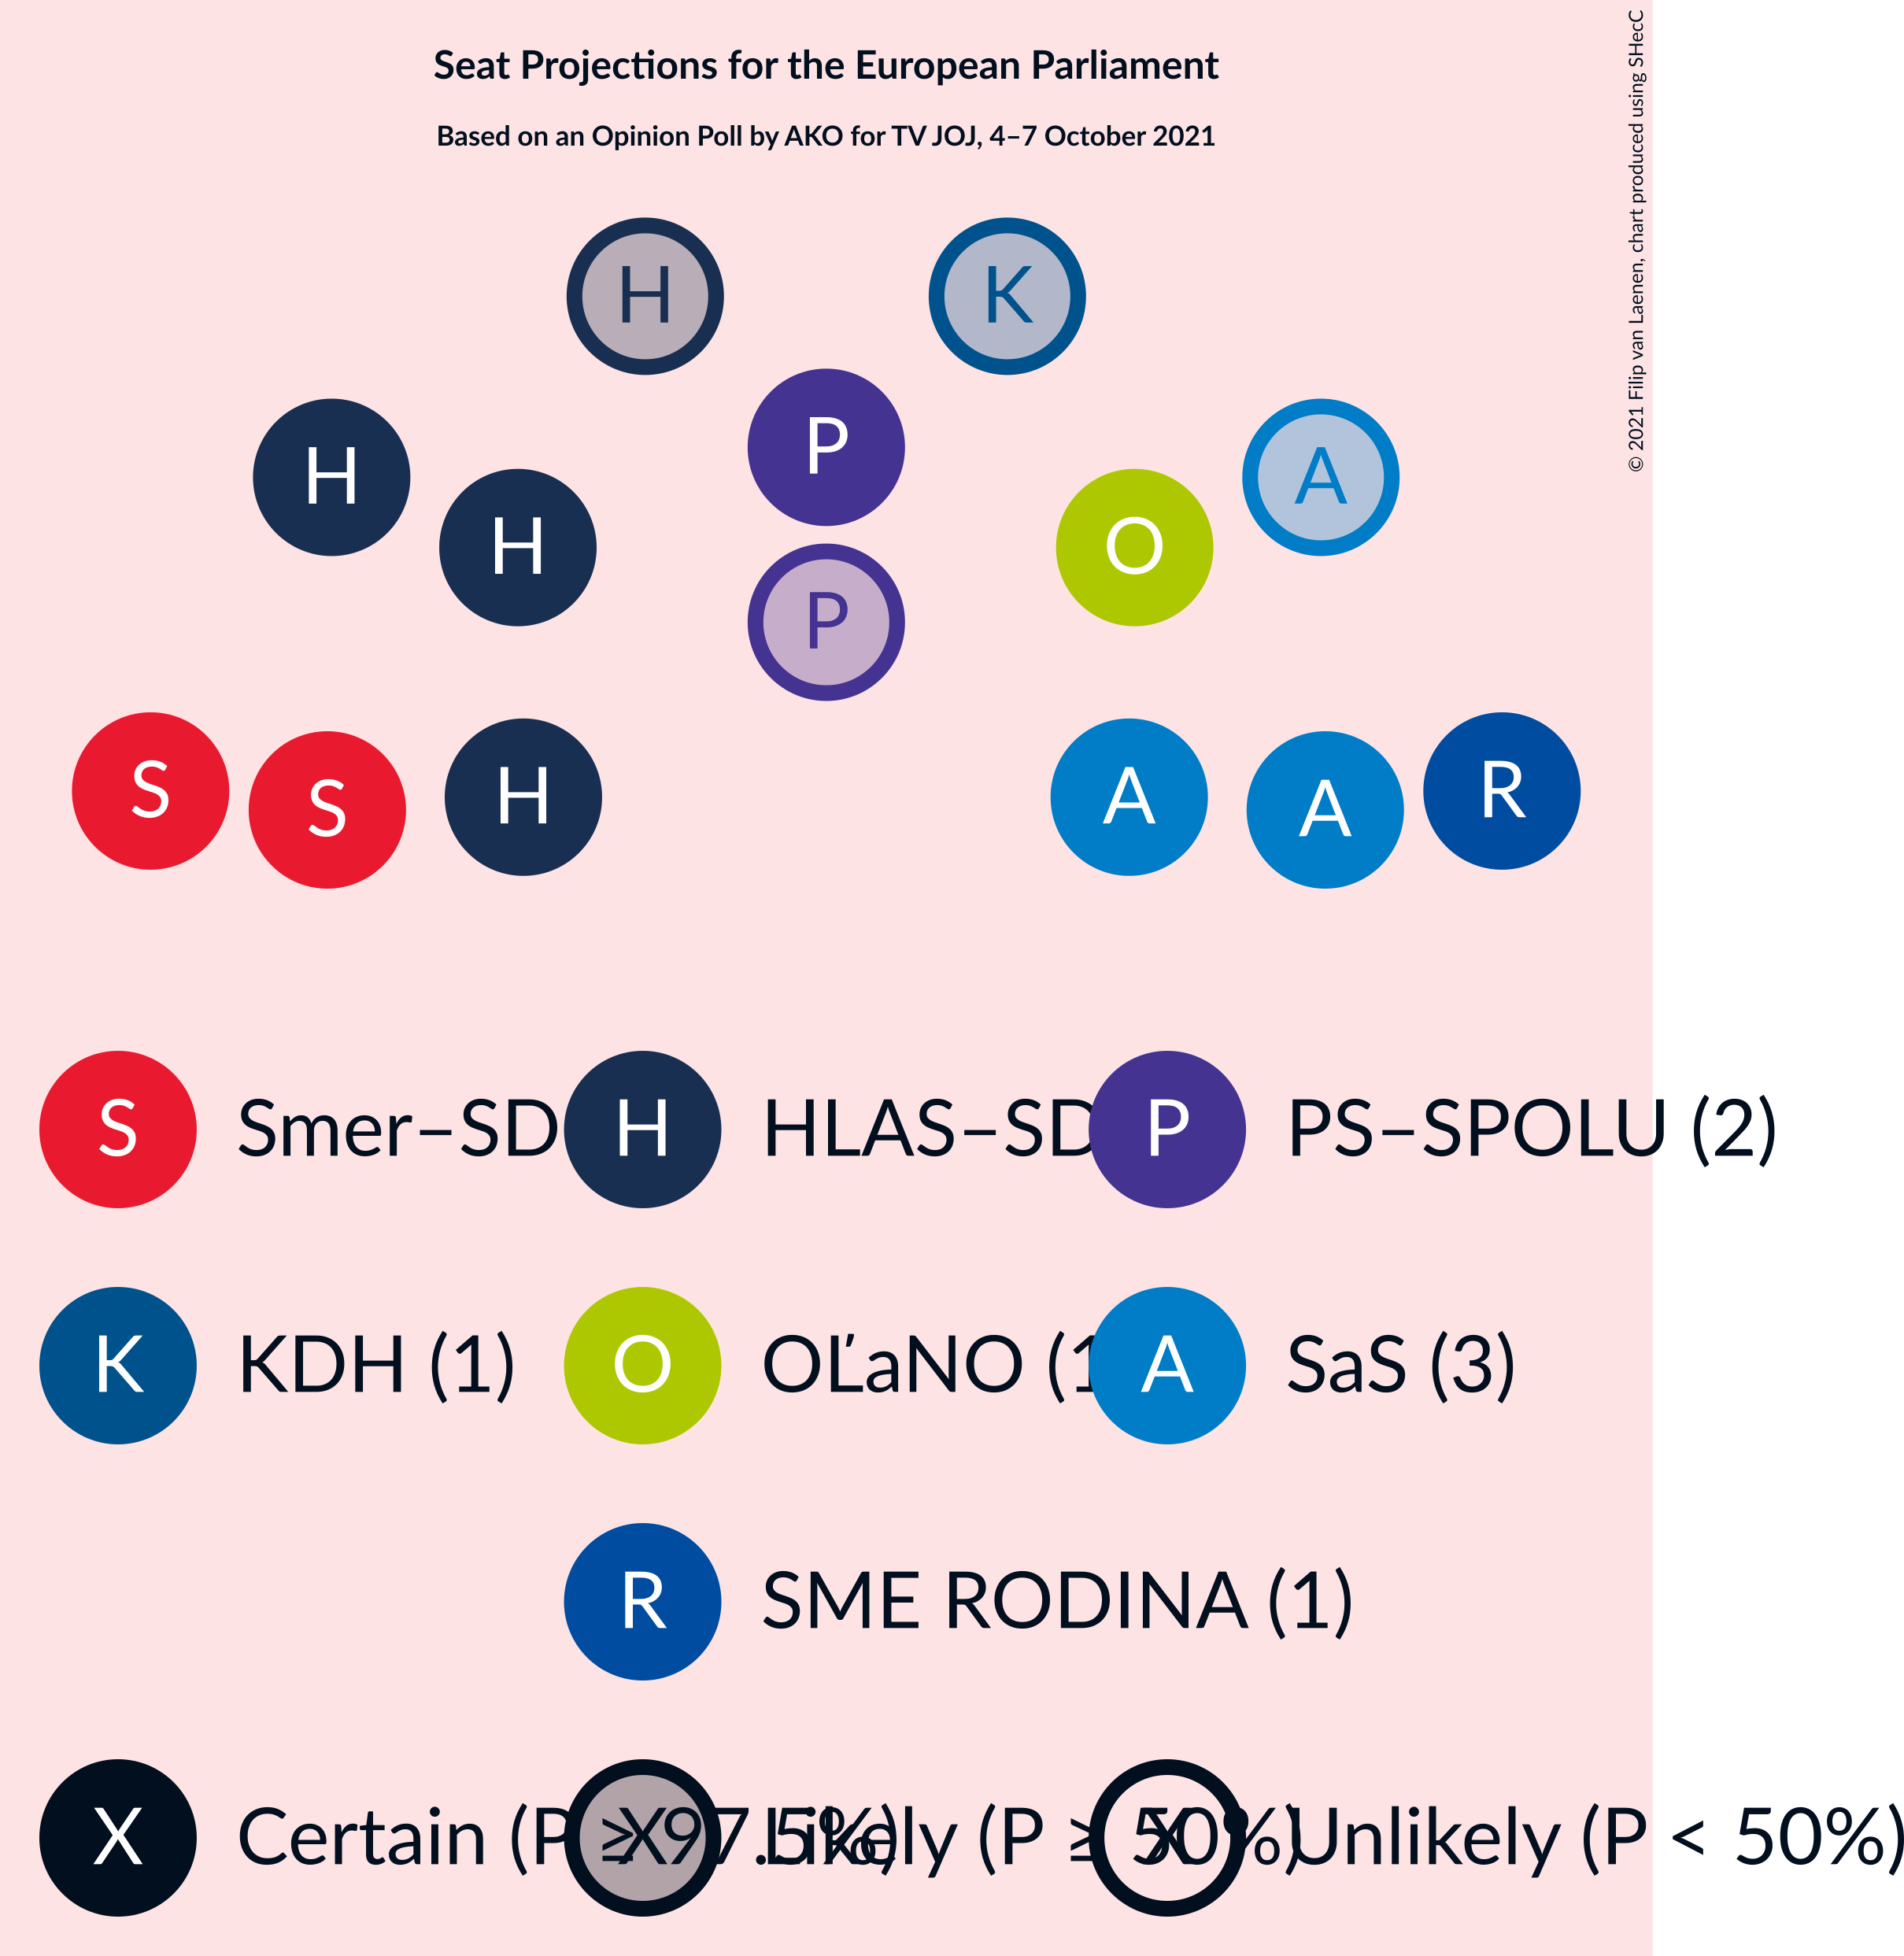 Seat Projections for the European Parliament
Based on an Opinion Poll by AKO for TV JOJ, 4–7 October 2021
© 2021 Filip van Laenen, chart produced using SHecC
H K
P
H A
H O
P
S R
H A
S A
S Smer–SD H HLAS–SD P PS–SPOLU (2)
K KDH (1) O OĽaNO (1 A SaS (3)
R SME RODINA (1)
X Certain (P ≥ 97.5%) X Likely (P ≥ 50%) X Unlikely (P < 50%)